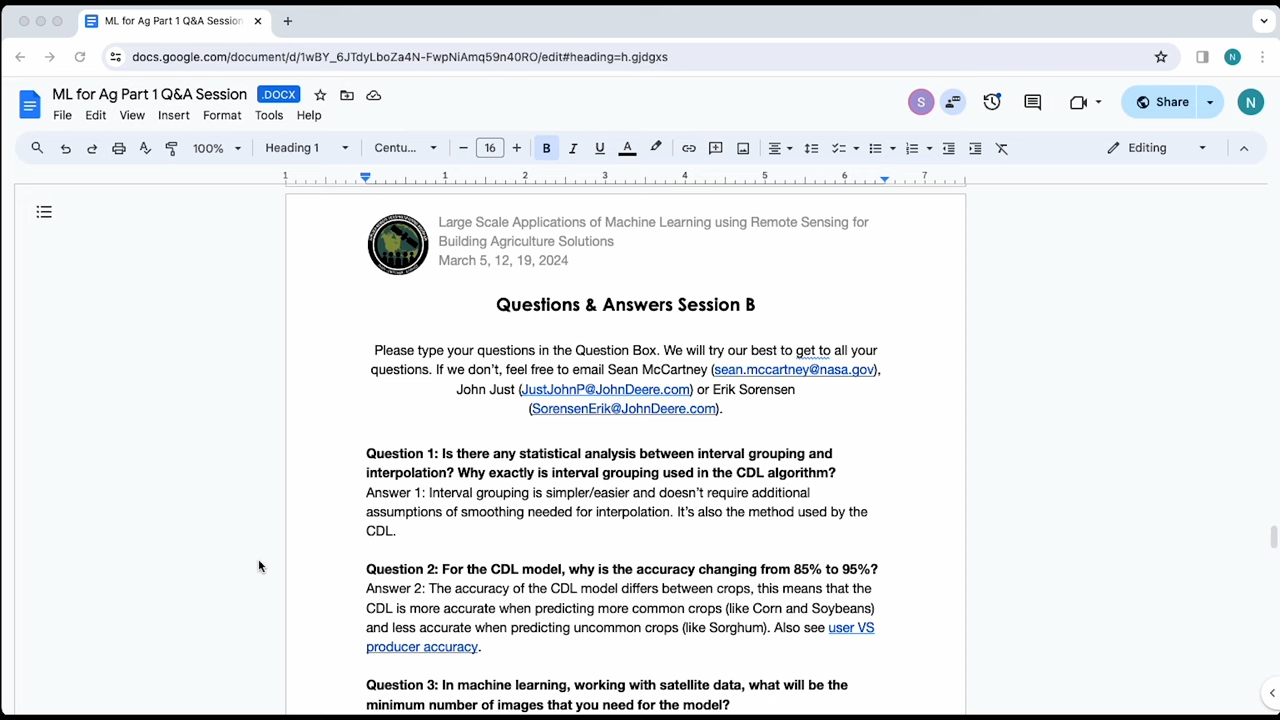 ML for Ag Part 1 Q&A Session
docs.google.com/document/d/1wBY_6JTdyLboZa4N-FwpNiAmq59n40RO/edit#heading=h.gjdgxs
N
ML for Ag Part 1 Q&A Session .DOCX
S
Share
N
File Edit View Insert Format Tools Help
100% Heading 1 Centu... 16 B I U A Editing
1 1 2 3 4 5 6 7
Large Scale Applications of Machine Learning using Remote Sensing for
Building Agriculture Solutions
March 5, 12, 19, 2024
Questions & Answers Session B
Please type your questions in the Question Box. We will try our best to get to all your
questions. If we don't, feel free to email Sean McCartney (sean.mccartney@nasa.gov),
John Just (JustJohnP@JohnDeere.com) or Erik Sorensen
(SorensenErik@JohnDeere.com).
Question 1: Is there any statistical analysis between interval grouping and
interpolation? Why exactly is interval grouping used in the CDL algorithm?
Answer 1: Interval grouping is simpler/easier and doesn't require additional
assumptions of smoothing needed for interpolation. It's also the method used by the
CDL.
Question 2: For the CDL model, why is the accuracy changing from 85% to 95%?
Answer 2: The accuracy of the CDL model differs between crops, this means that the
CDL is more accurate when predicting more common crops (like Corn and Soybeans)
and less accurate when predicting uncommon crops (like Sorghum). Also see user VS
producer accuracy.
Question 3: In machine learning, working with satellite data, what will be the
minimum number of images that you need for the model?